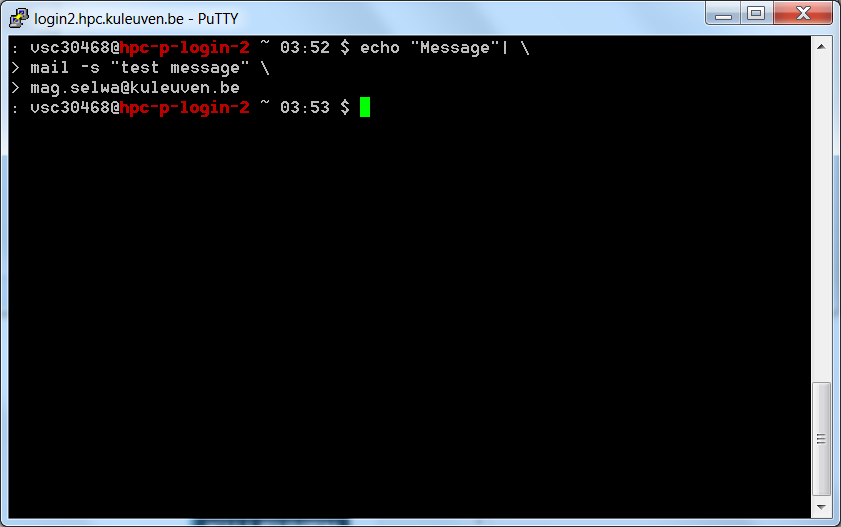 login2.hpc.kuleuven.be - PuTTY
: vsc30468@hpc-p-login-2 ~ 03:52 $ echo "Message"| \
> mail -s "test message" \
> mag.selwa@kuleuven.be
: vsc30468@hpc-p-login-2 ~ 03:53 $